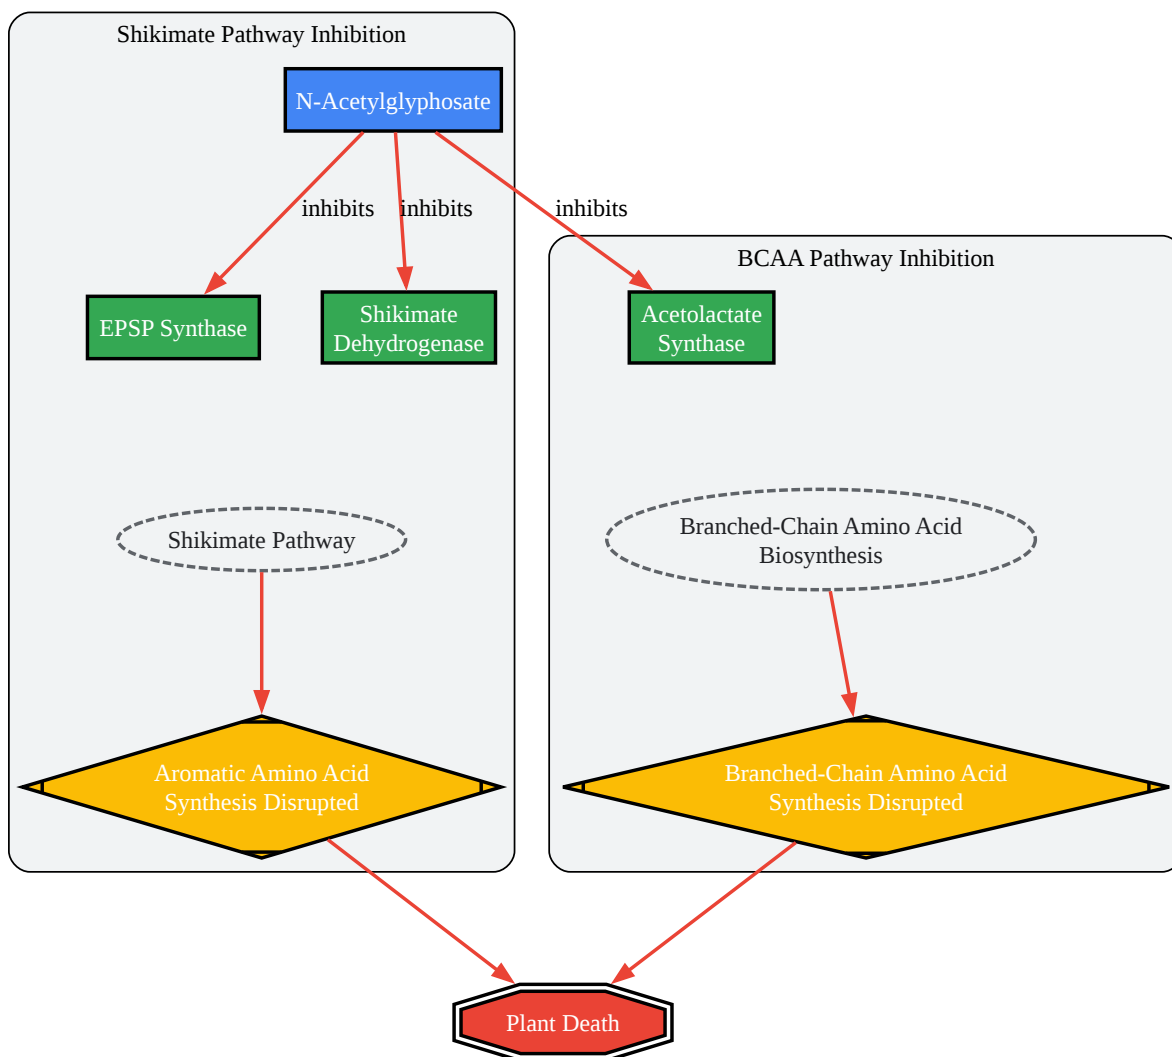 Shikimate Pathway Inhibition
N-Acetylglyphosate
inhibits
inhibits
inhibits
BCAA Pathway Inhibition
EPSP Synthase
Shikimate
Dehydrogenase
Acetolactate
Synthase
Shikimate Pathway
Branched-Chain Amino Acid
Biosynthesis
Aromatic Amino Acid
Synthesis Disrupted
Branched-Chain Amino Acid
Synthesis Disrupted
Plant Death